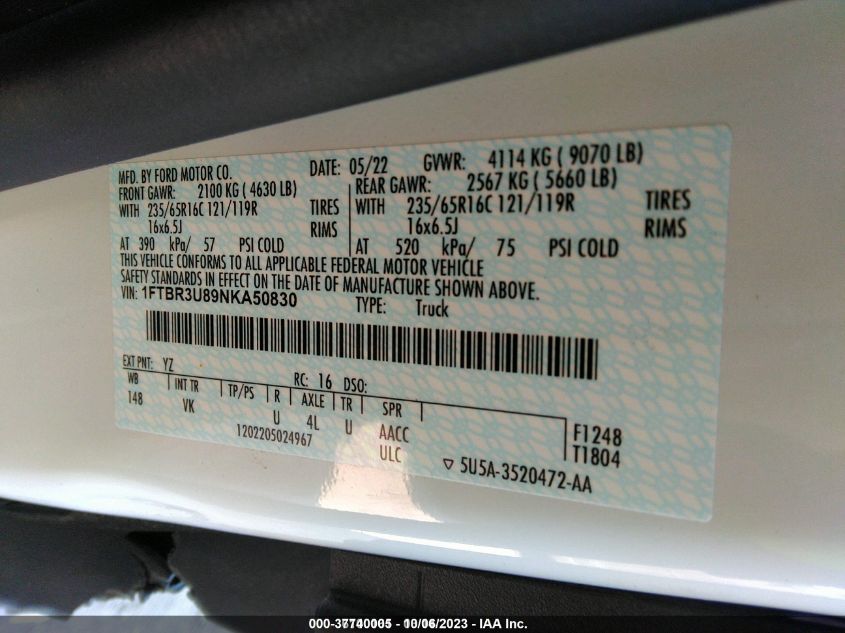 MFD. BY FORD MOTOR CO. DATE: 05/22 GVWR: 4114 KG ( 9070 LB)
FRONT GAWR: 2100 KG ( 4630 LB) REAR GAWR: 2567 KG ( 5660 LB)
WITH 235/65R16C 121/119R TIRES WITH 235/65R16C 121/119R TIRES
16x6.5J RIMS 16x6.5J RIMS
AT 390 kPa/ 57 PSI COLD AT 520 kPa/ 75 PSI COLD
THIS VEHICLE CONFORMS TO ALL APPLICABLE FEDERAL MOTOR VEHICLE
SAFETY STANDARDS IN EFFECT ON THE DATE OF MANUFACTURE SHOWN ABOVE.
VIN: 1FTBR3U89NKA50830 TYPE: Truck
EXT PNT: YZ RC: 16 DSO:
WB INT TR TP/PS R AXLE TR SPR
148 VK U 4L U AACC F1248
1202205024967 ULC T1804
▽ 5U5A-3520472-AA
10/06/2023 - IAA Inc.